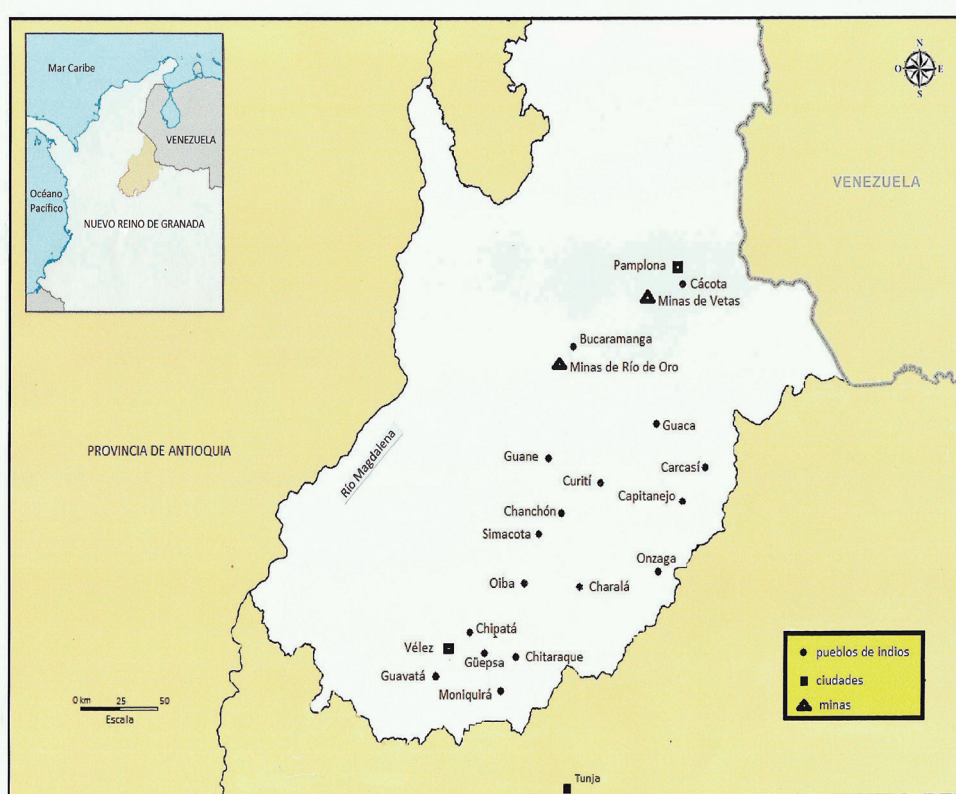 Mar Caribe
VENEZUELA
Océano
Pacífico
NUEVO REINO DE GRANADA
N
O
E
S
VENEZUELA
Pamplona
Cácota
Minas de Vetas
Bucaramanga
Minas de Río de Oro
PROVINCIA DE ANTIOQUIA
Río Magdalena
Guaca
Guane
Carcasí
Curití
Capitanejo
Chanchón
Simacota
Onzaga
Oiba
Charalá
Chipatá
Vélez
Güepsa
Chitaraque
Guavatá
Moniquirá
0 km 25 50
Escala
pueblos de indios
ciudades
minas
Tunja